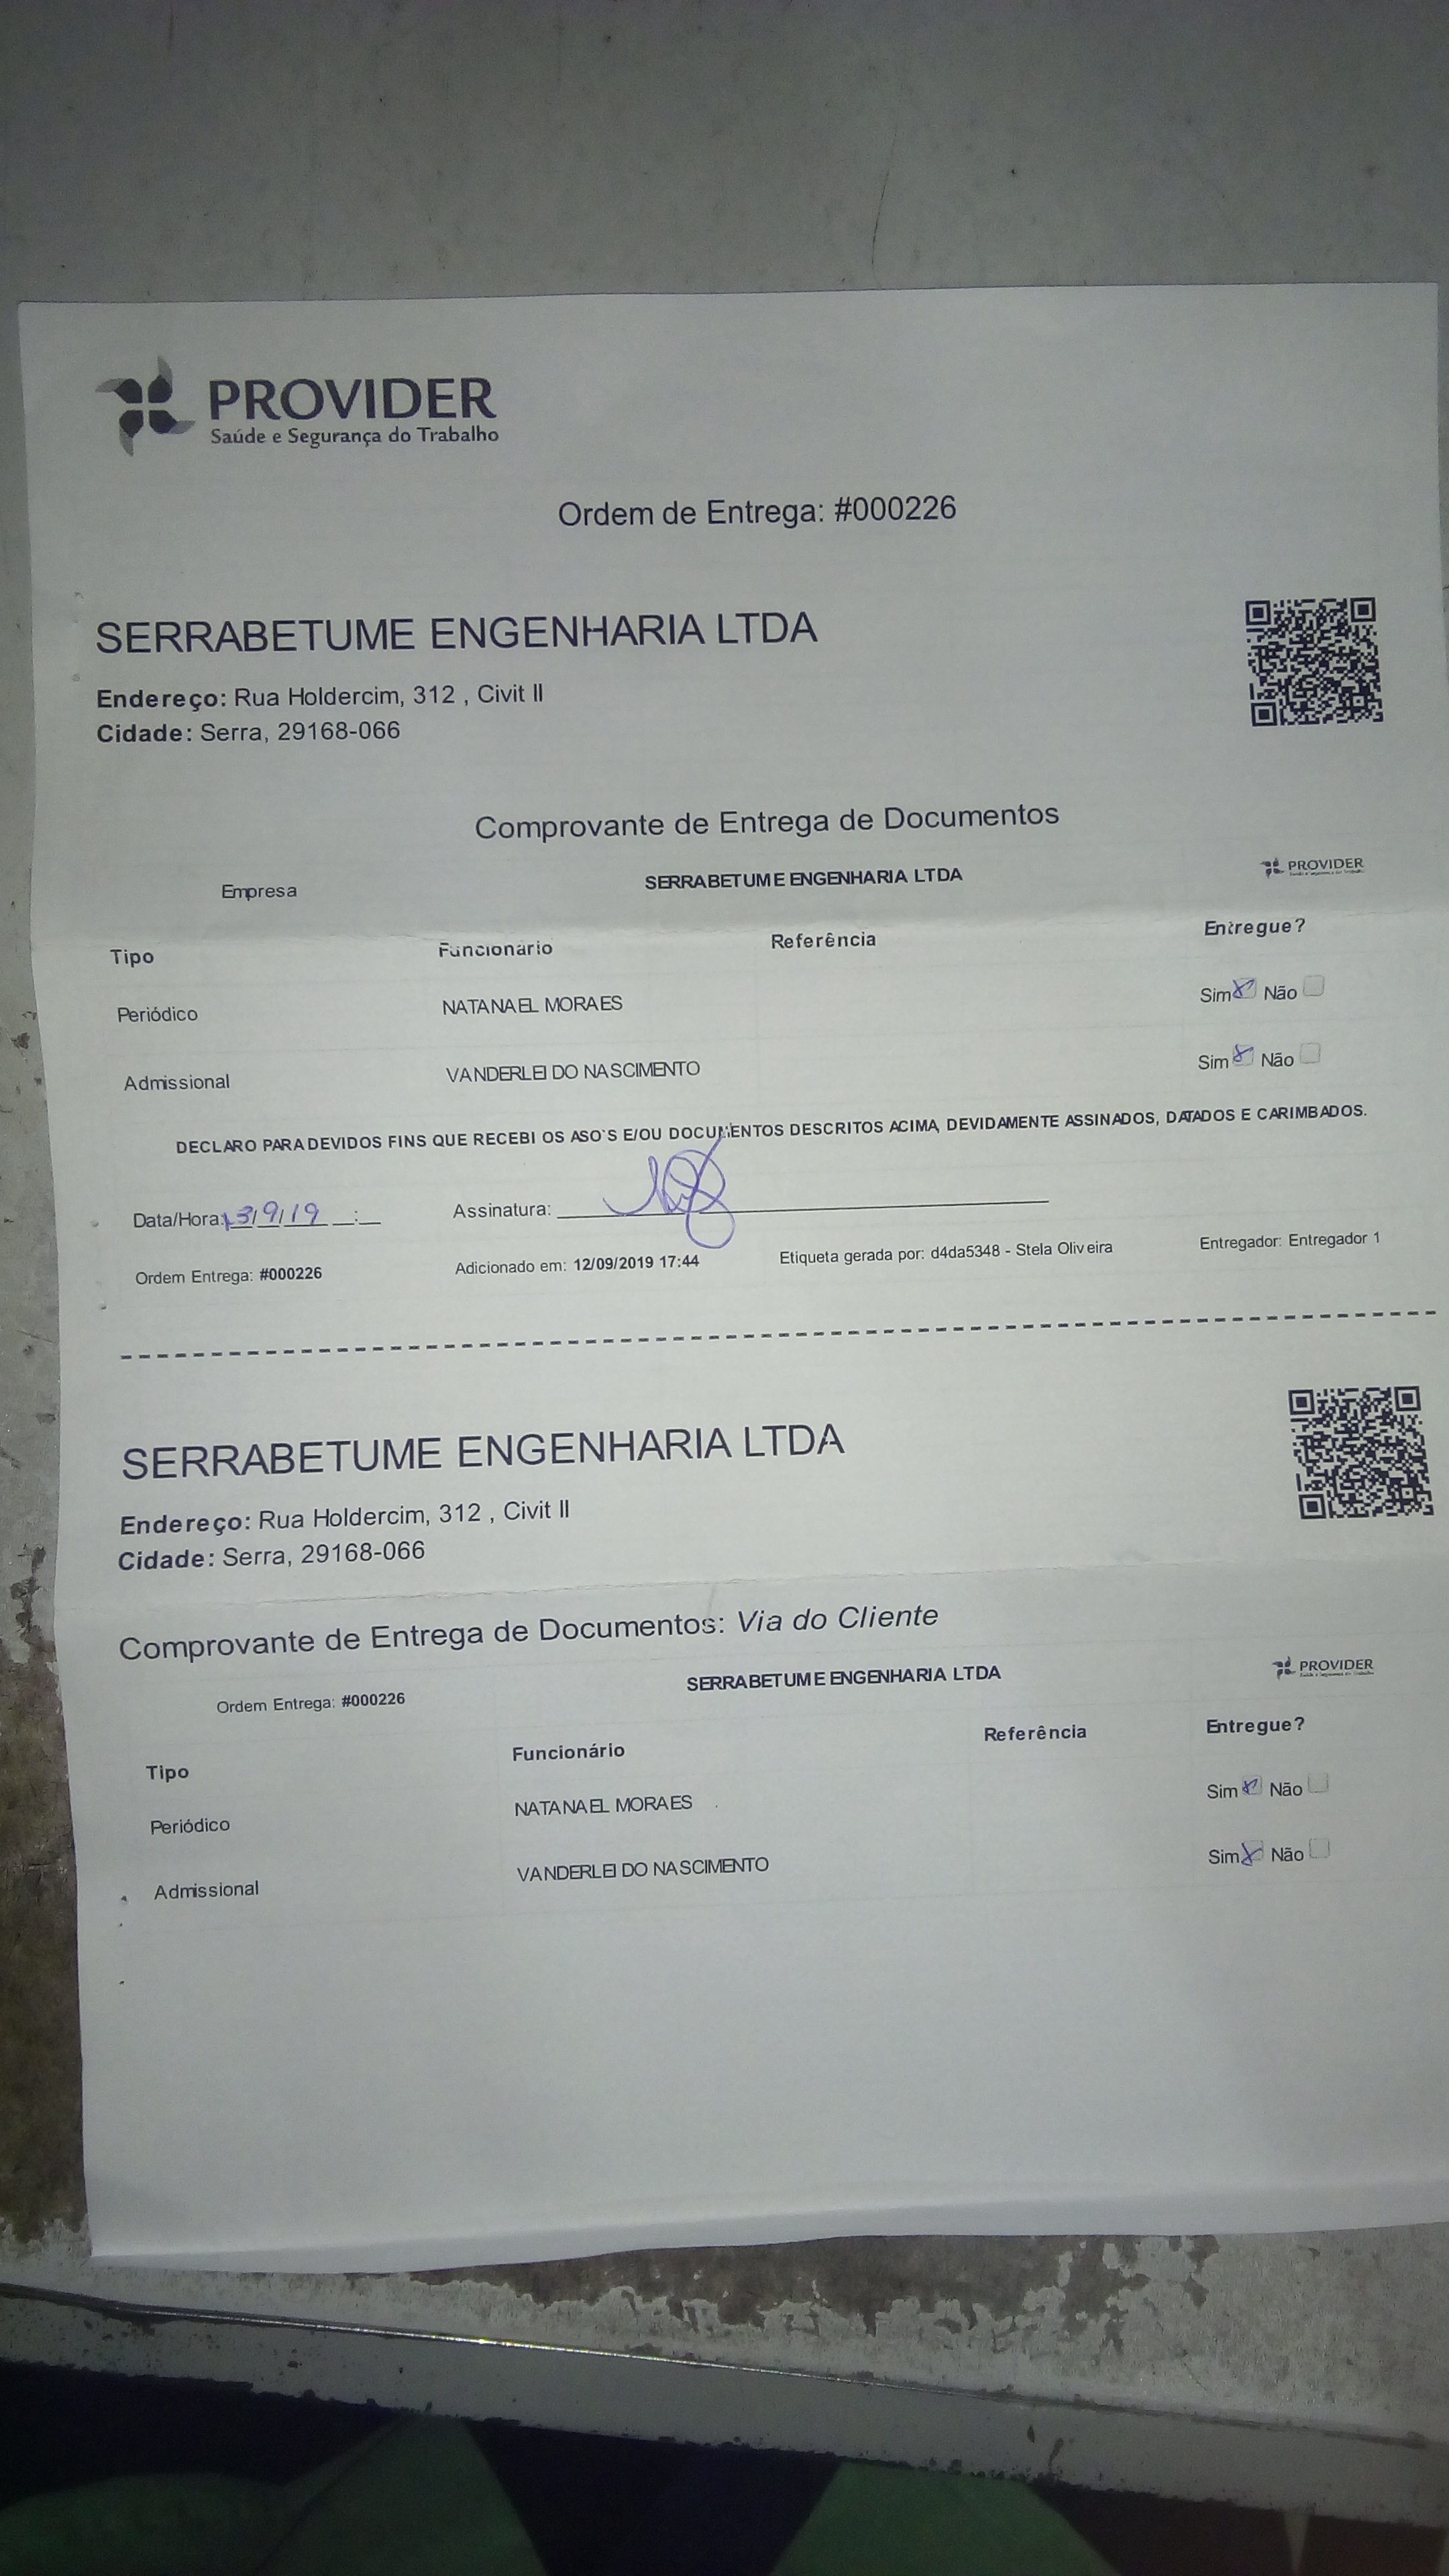 PROVIDER
Saúde e Segurança do Trabalho
Ordem de Entrega: #000226
SERRABETUME ENGENHARIA LTDA
Endereço: Rua Holdercim, 312 , Civit II
Cidade: Serra, 29168-066
Comprovante de Entrega de Documentos
Empresa SERRABETUME ENGENHARIA LTDA PROVIDER
Tipo Funcionário Referência Entregue?
Periódico NATANAEL MORAES Sim Não
Admissional VANDERLEI DO NASCIMENTO Sim Não
DECLARO PARA DEVIDOS FINS QUE RECEBI OS ASO`S E/OU DOCUMENTOS DESCRITOS ACIMA, DEVIDAMENTE ASSINADOS, DATADOS E CARIMBADOS.
Data/Hora: 13/9/19 __:__ Assinatura:
Ordem Entrega: #000226 Adicionado em: 12/09/2019 17:44 Etiqueta gerada por: d4da5348 - Stela Oliveira Entregador: Entregador 1
SERRABETUME ENGENHARIA LTDA
Endereço: Rua Holdercim, 312 , Civit II
Cidade: Serra, 29168-066
Comprovante de Entrega de Documentos: Via do Cliente
Ordem Entrega: #000226 SERRABETUME ENGENHARIA LTDA PROVIDER
Tipo Funcionário Referência Entregue?
Periódico NATANAEL MORAES Sim Não
Admissional VANDERLEI DO NASCIMENTO Sim Não